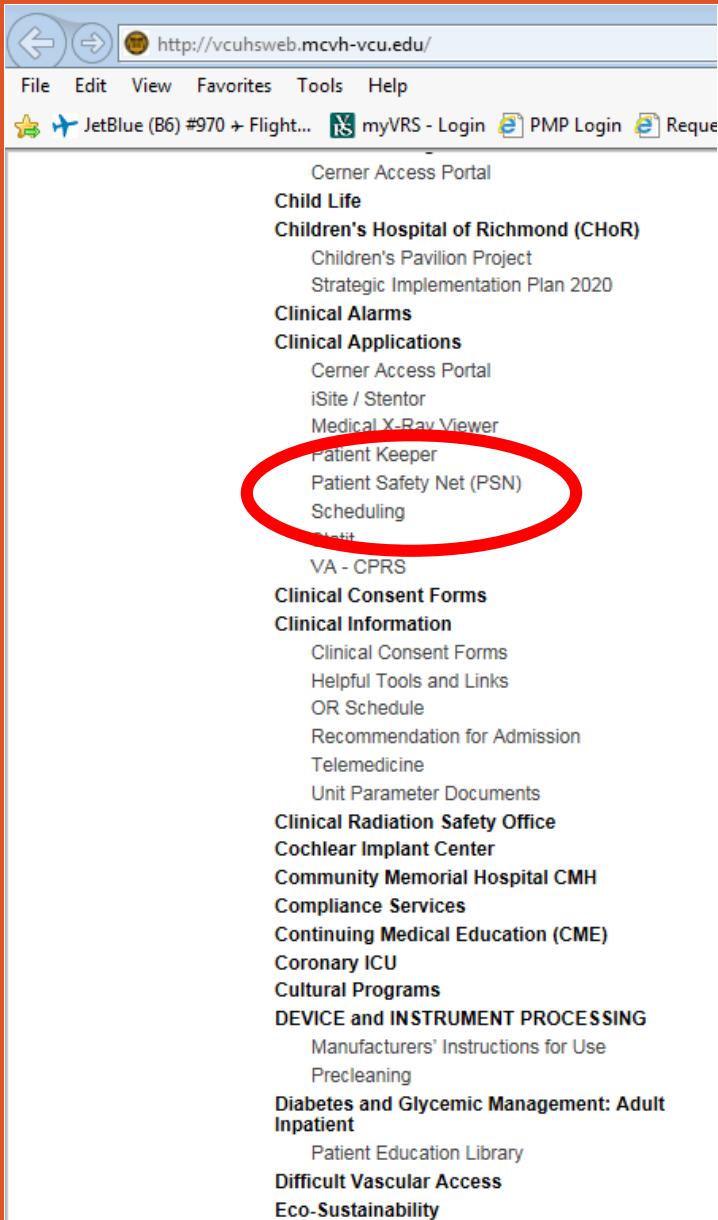 http://vcuhsweb.mcvh-vcu.edu/
File Edit View Favorites Tools Help
JetBlue (B6) #970 ✈ Flight... VRS myVRS - Login PMP Login Reque
Cerner Access Portal
Child Life
Children's Hospital of Richmond (CHoR)
Children's Pavilion Project
Strategic Implementation Plan 2020
Clinical Alarms
Clinical Applications
Cerner Access Portal
iSite / Stentor
Medical X-Ray Viewer
Patient Keeper
Patient Safety Net (PSN)
Scheduling
Statit
VA - CPRS
Clinical Consent Forms
Clinical Information
Clinical Consent Forms
Helpful Tools and Links
OR Schedule
Recommendation for Admission
Telemedicine
Unit Parameter Documents
Clinical Radiation Safety Office
Cochlear Implant Center
Community Memorial Hospital CMH
Compliance Services
Continuing Medical Education (CME)
Coronary ICU
Cultural Programs
DEVICE and INSTRUMENT PROCESSING
Manufacturers' Instructions for Use
Precleaning
Diabetes and Glycemic Management: Adult
Inpatient
Patient Education Library
Difficult Vascular Access
Eco-Sustainability